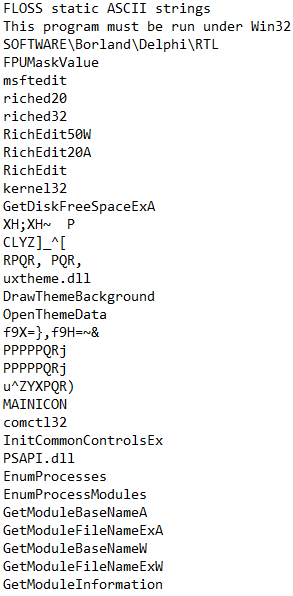 FLOSS static ASCII strings
This program must be run under Win32
SOFTWARE\Borland\Delphi\RTL
FPUMaskValue
msftedit
riched20
riched32
RichEdit50W
RichEdit20A
RichEdit
kernel32
GetDiskFreeSpaceExA
XH;XH~  P
CLYZ]_^[
RPQR, PQR,
uxtheme.dll
DrawThemeBackground
OpenThemeData
f9X=},f9H=~&
PPPPPQRj
PPPPPQRj
u^ZYXPQR)
MAINICON
comctl32
InitCommonControlsEx
PSAPI.dll
EnumProcesses
EnumProcessModules
GetModuleBaseNameA
GetModuleFileNameExA
GetModuleBaseNameW
GetModuleFileNameExW
GetModuleInformation